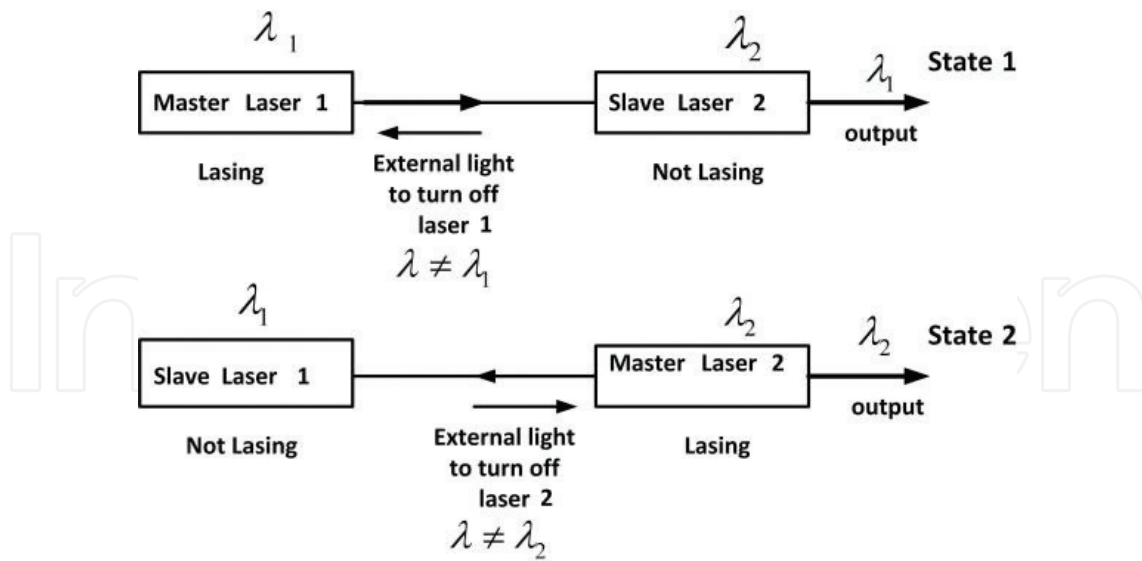 λ₁
λ₂
State 1
Master Laser 1
Slave Laser 2
λ₁
output
Lasing
External light
to turn off
laser 1
λ ≠ λ₁
Not Lasing
λ₁
λ₂
State 2
Slave Laser 1
Master Laser 2
λ₂
output
Not Lasing
External light
to turn off
laser 2
λ ≠ λ₂
Lasing
In
en